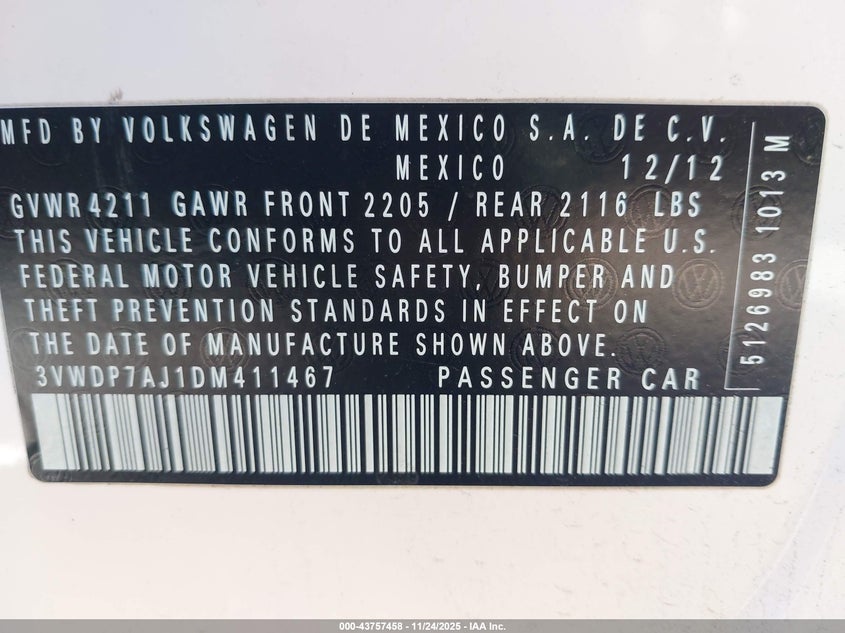 MFD BY VOLKSWAGEN DE MEXICO S.A. DE C.V.
MEXICO 12/12
GVWR 4211 GAWR FRONT 2205 / REAR 2116 LBS
THIS VEHICLE CONFORMS TO ALL APPLICABLE U.S.
FEDERAL MOTOR VEHICLE SAFETY, BUMPER AND
THEFT PREVENTION STANDARDS IN EFFECT ON
THE DATE OF MANUFACTURE SHOWN ABOVE.
3VWDP7AJ1DM411467 PASSENGER CAR
5126983 1013 M
000-43757458 - 11/24/2025 - IAA Inc.